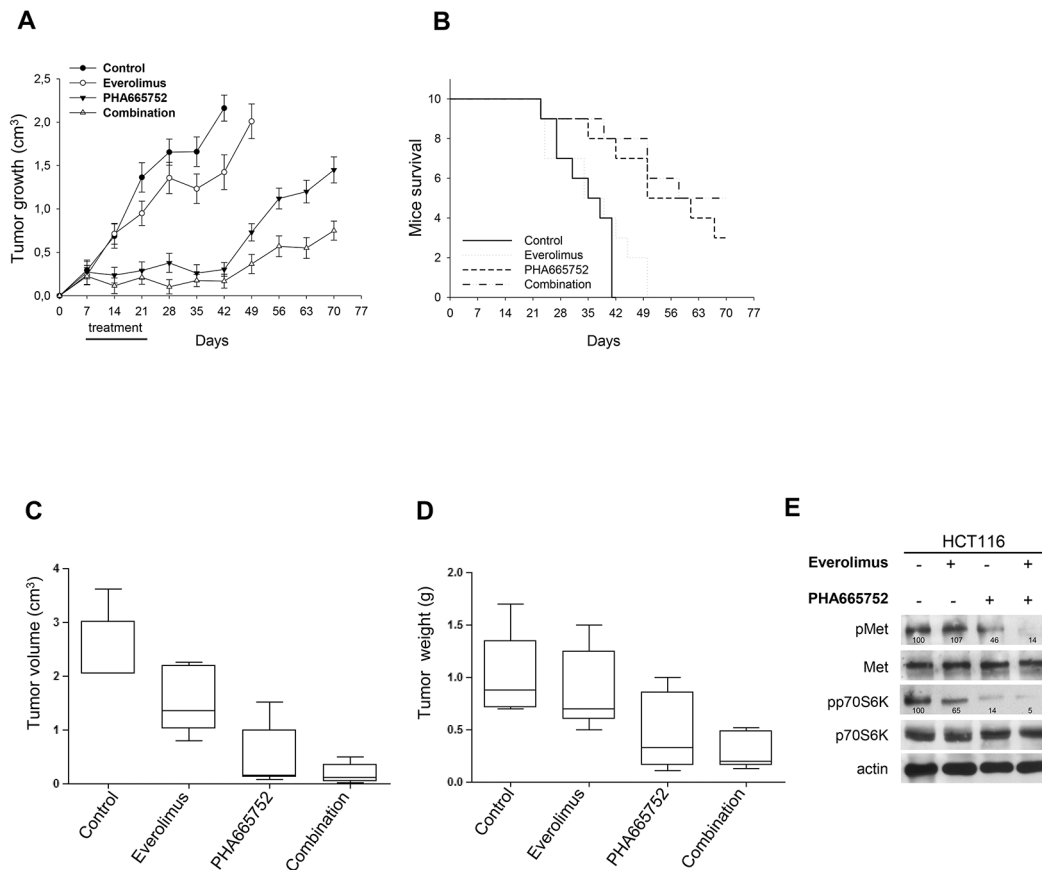 A
Control
Everolimus
PHA665752
Combination
Tumor growth (cm3)
2,5
2,0
1,5
1,0
0,5
0,0
0 7 14 21 28 35 42 49 56 63 70 77
treatment
Days
B
Mice survival
10
8
6
4
2
0
Control
Everolimus
PHA665752
Combination
0 7 14 21 28 35 42 49 56 63 70 77
Days
C
Tumor volume (cm3)
4
3
2
1
0
Control
Everolimus
PHA665752
Combination
D
Tumor weight (g)
2.0
1.5
1.0
0.5
0.0
Control
Everolimus
PHA665752
Combination
E
HCT116
Everolimus - + - +
PHA665752 - - + +
pMet
100 107 46 14
Met
pp70S6K
100 65 14 5
p70S6K
actin